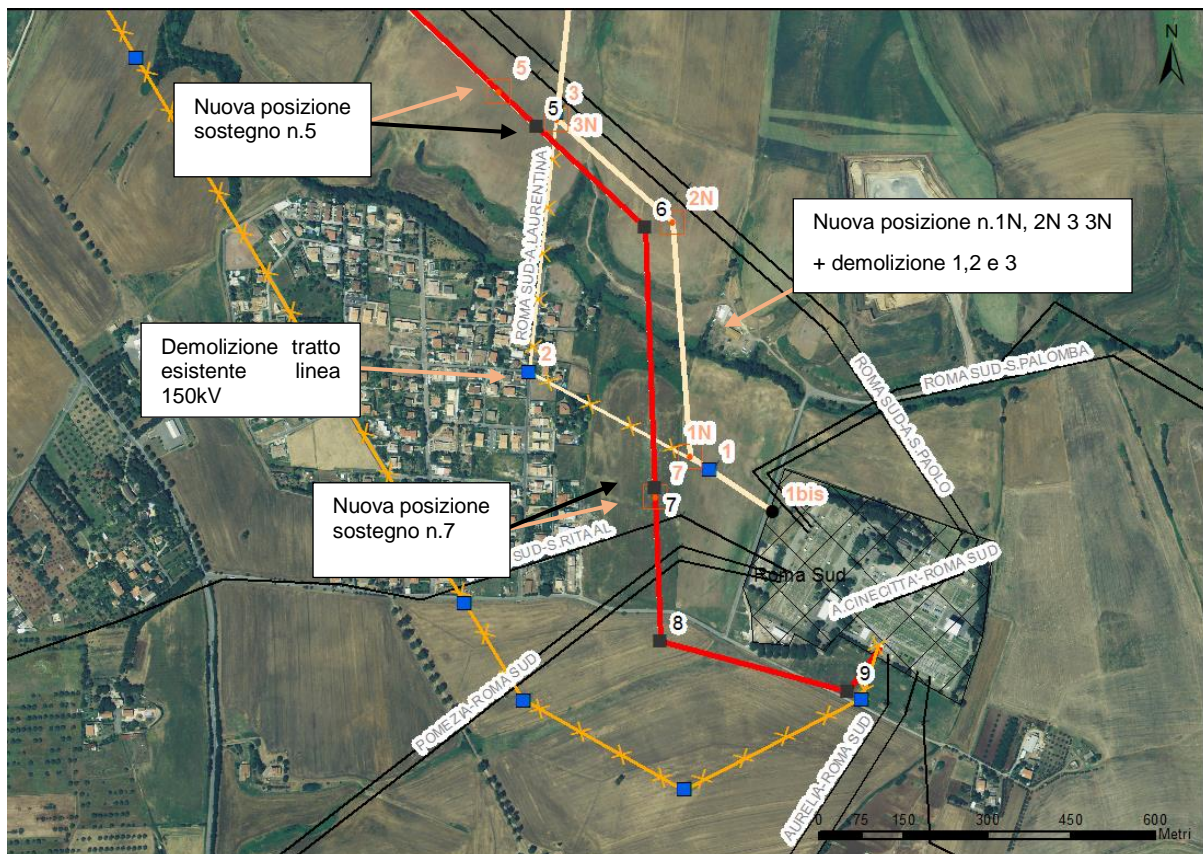 N
5
Nuova posizione
sostegno n.5
5
3
3N
6
2N
Nuova posizione n.1N, 2N 3 3N
+ demolizione 1,2 e 3
ROMA SUD-A.LAURENTINA
Demolizione tratto
esistente linea
150kV
2
ROMA SUD-S.PALOMBA
ROMA SUD-A.S.PAOLO
1N
1
7
7
1bis
Nuova posizione
sostegno n.7
SUD-S.RITA AL
Roma Sud
A.CINECITTA'-ROMA SUD
8
9
POMEZIA-ROMA SUD
AURELIA-ROMA SUD
0 75 150 300 450 600
Metri